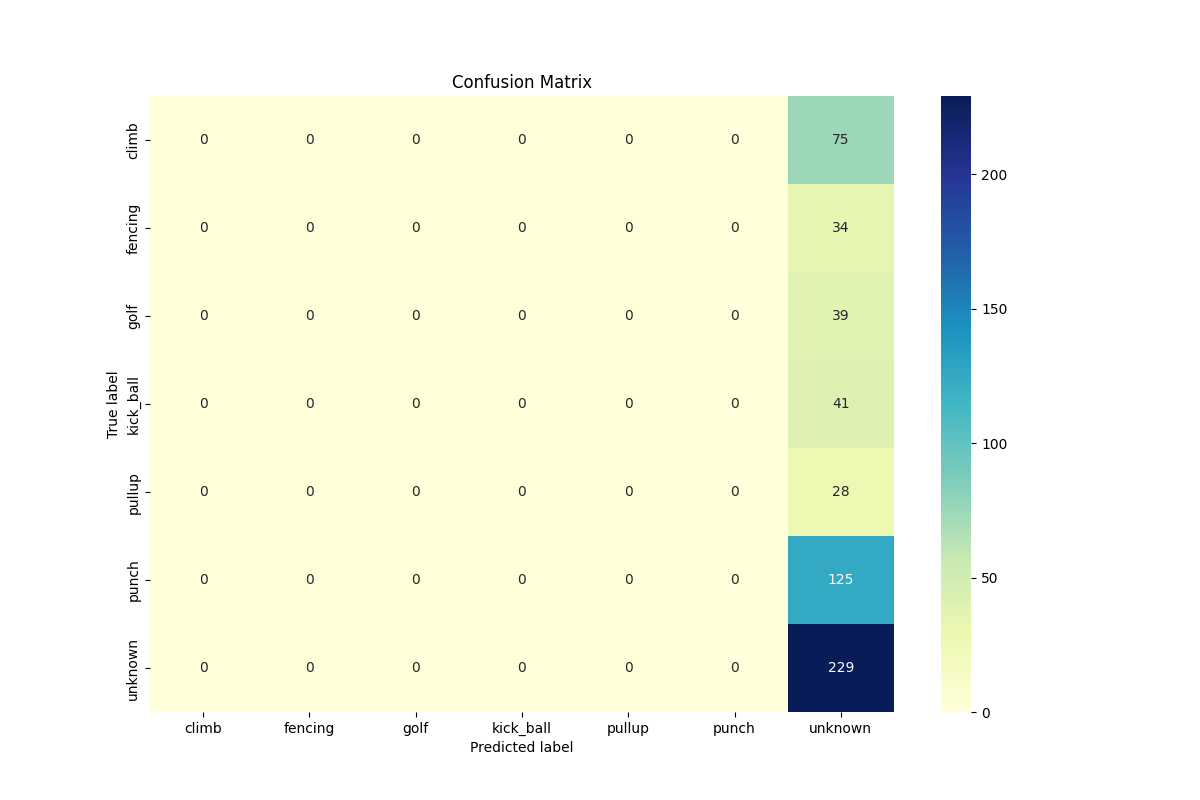 Confusion Matrix
climb 0 0 0 0 0 0 75
fencing 0 0 0 0 0 0 34
golf 0 0 0 0 0 0 39
kick_ball 0 0 0 0 0 0 41
pullup 0 0 0 0 0 0 28
punch 0 0 0 0 0 0 125
unknown 0 0 0 0 0 0 229
True label
climb fencing golf kick_ball pullup punch unknown
Predicted label
200
150
100
50
0